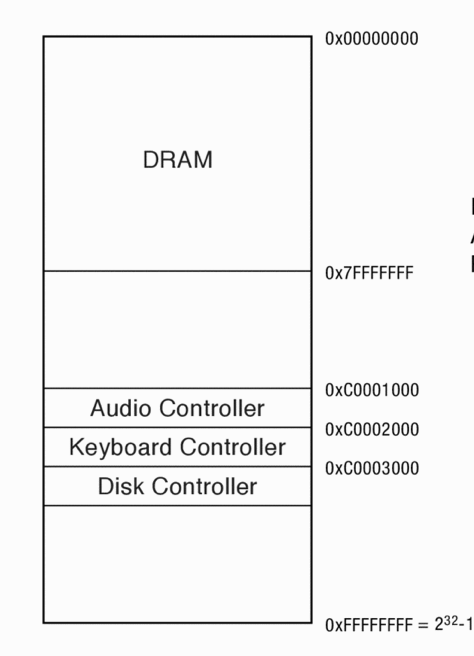 0x00000000
DRAM
0x7FFFFFFF
0xC0001000
Audio Controller
0xC0002000
Keyboard Controller
0xC0003000
Disk Controller
0xFFFFFFFF = 2³²-1